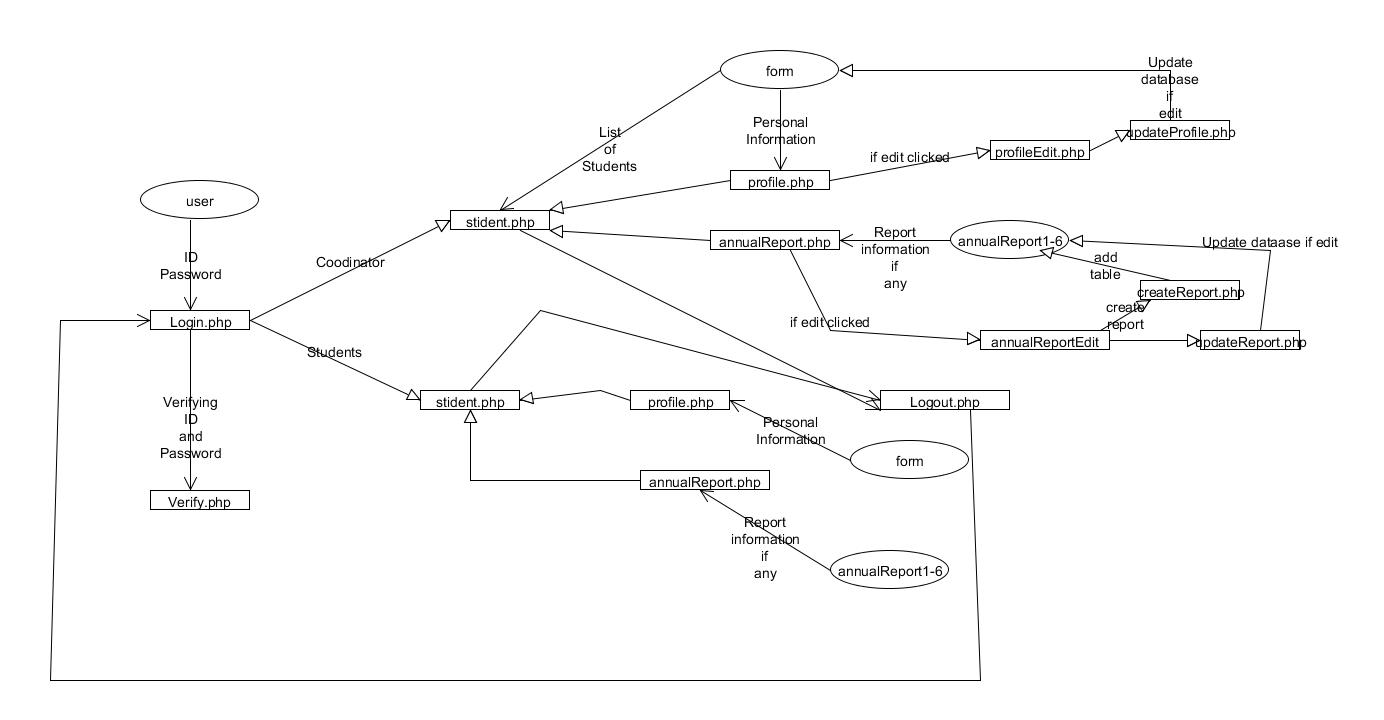 form
Update
database
if
edit
updateProfile.php
List
of
Students
Personal
Information
profileEdit.php
if edit clicked
profile.php
user
stident.php
annualReport.php
Report
information
if
any
annualReport1-6
Update dataase if edit
add
table
ID
Password
Coodinator
createReport.php
create
report
Login.php
if edit clicked
annualReportEdit
updateReport.php
Students
stident.php
profile.php
Logout.php
Verifying
ID
and
Password
Personal
Information
form
annualReport.php
Verify.php
Report
information
if
any
annualReport1-6